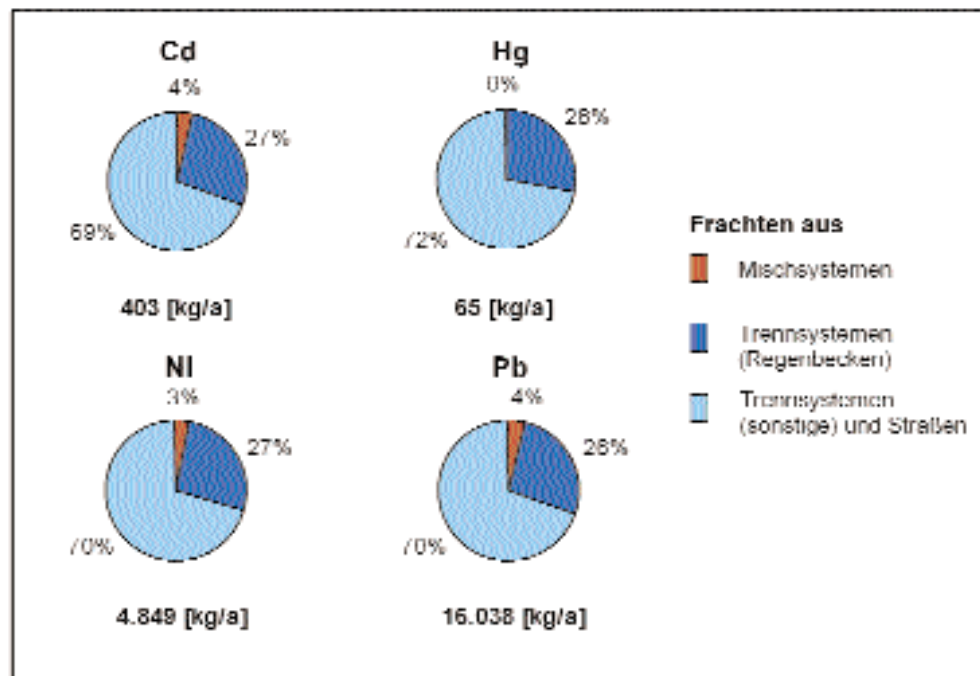 Cd
4%
27%
69%
403 [kg/a]
Hg
0%
28%
72%
65 [kg/a]
Ni
3%
27%
70%
4.849 [kg/a]
Pb
4%
26%
70%
16.038 [kg/a]
Frachten aus
Mischsystemen
Trennsystemen
(Regenbecken)
Trennsystemen
(sonstige) und Straßen